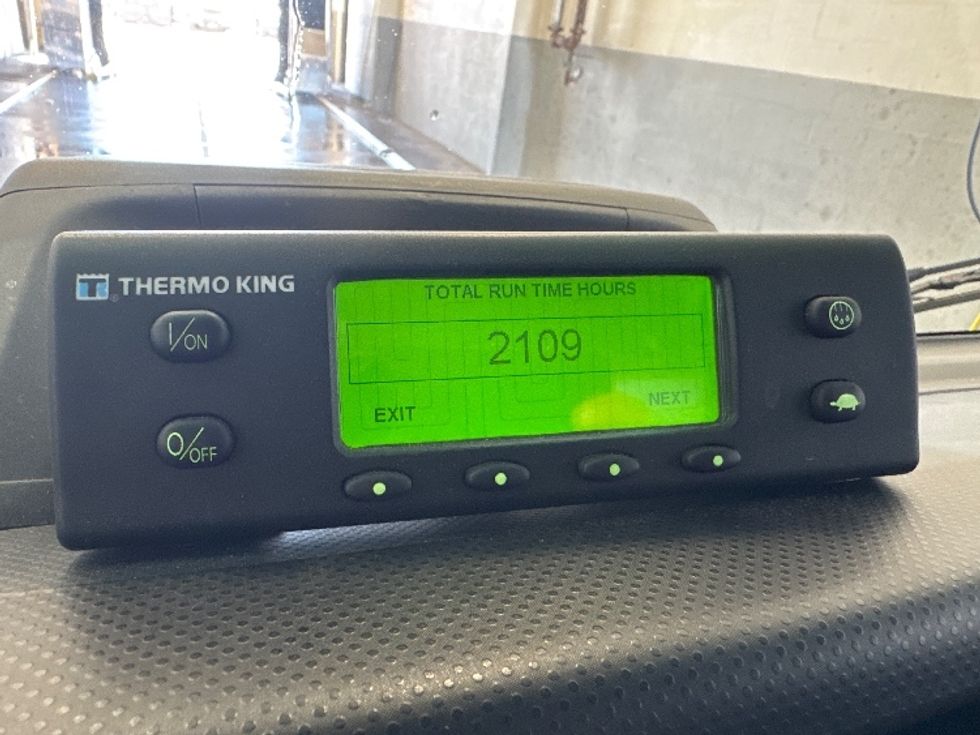 THERMO KING
I/ON
O/OFF
TOTAL RUN TIME HOURS
2109
EXIT
NEXT